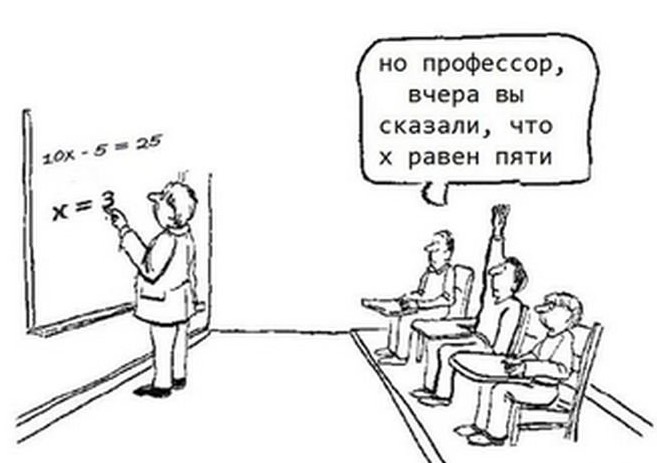 10x - 5 = 25
x = 3
но профессор,
вчера вы
сказали, что
х равен пяти